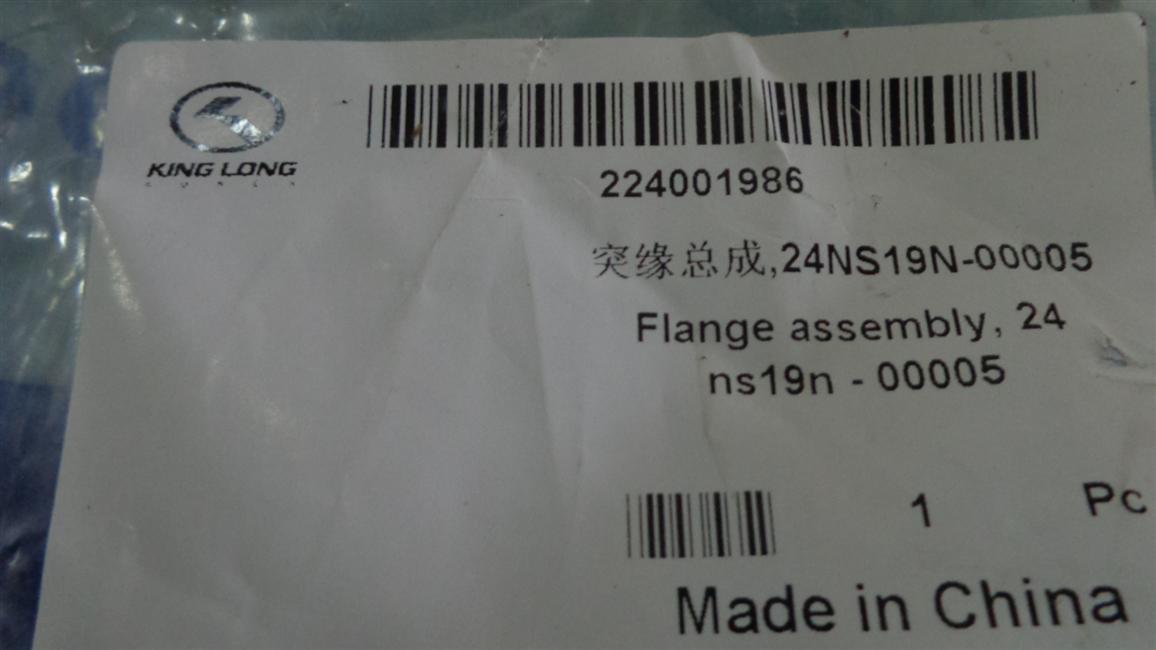 KING LONG
224001986
突缘总成,24NS19N-00005
Flange assembly, 24
ns19n - 00005
1 Pc
Made in China